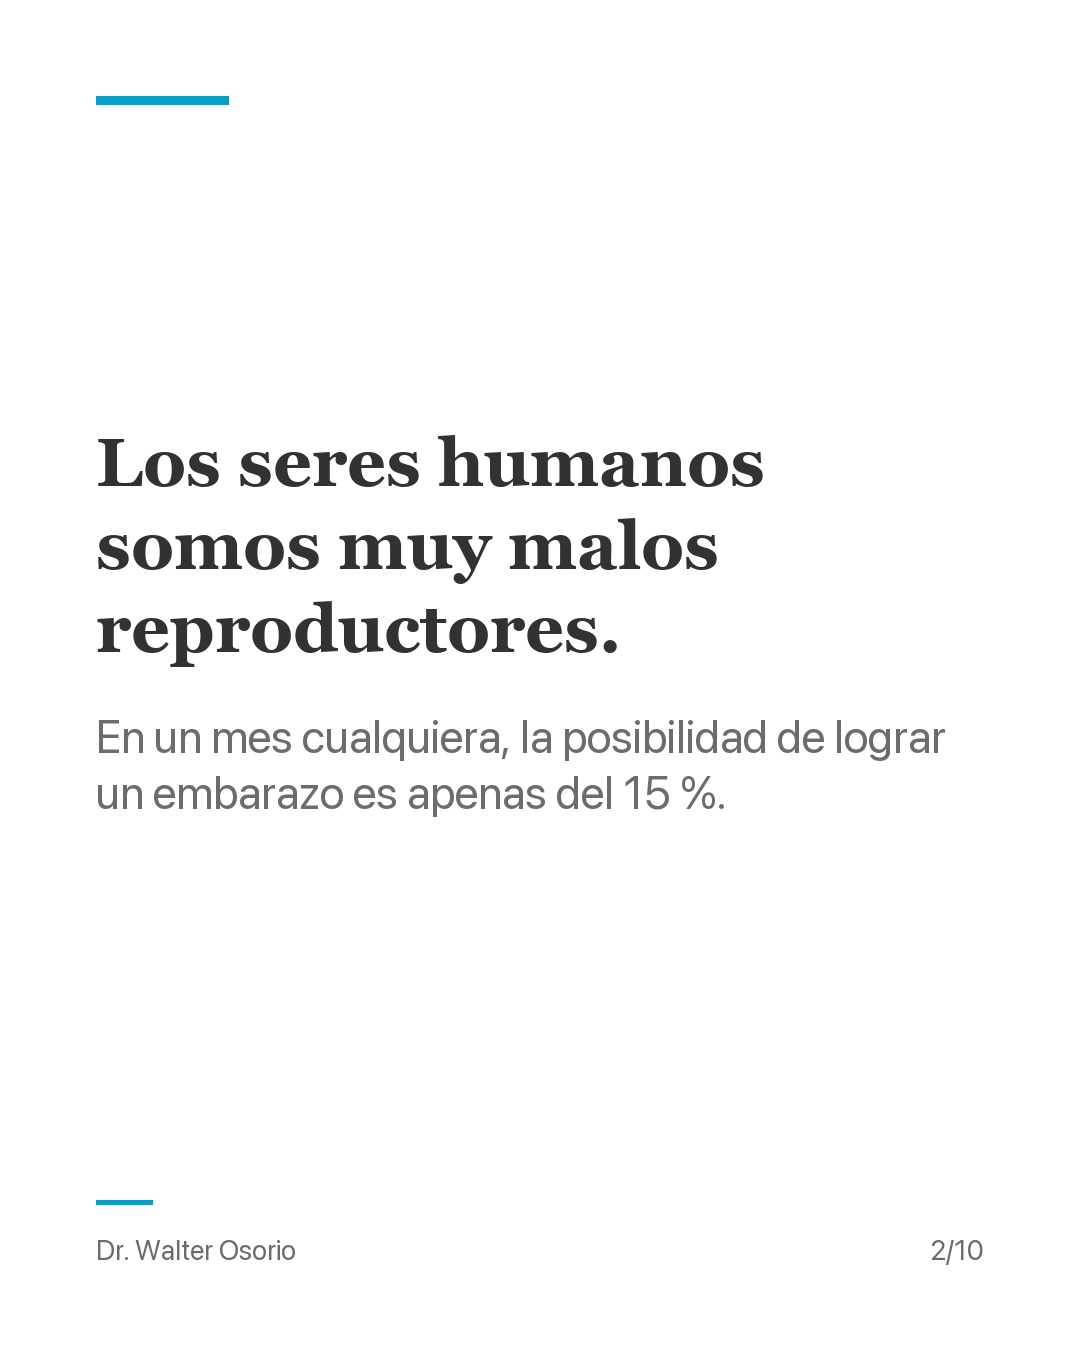 Los seres humanos
somos muy malos
reproductores.
En un mes cualquiera, la posibilidad de lograr
un embarazo es apenas del 15 %.
Dr. Walter Osorio
2/10